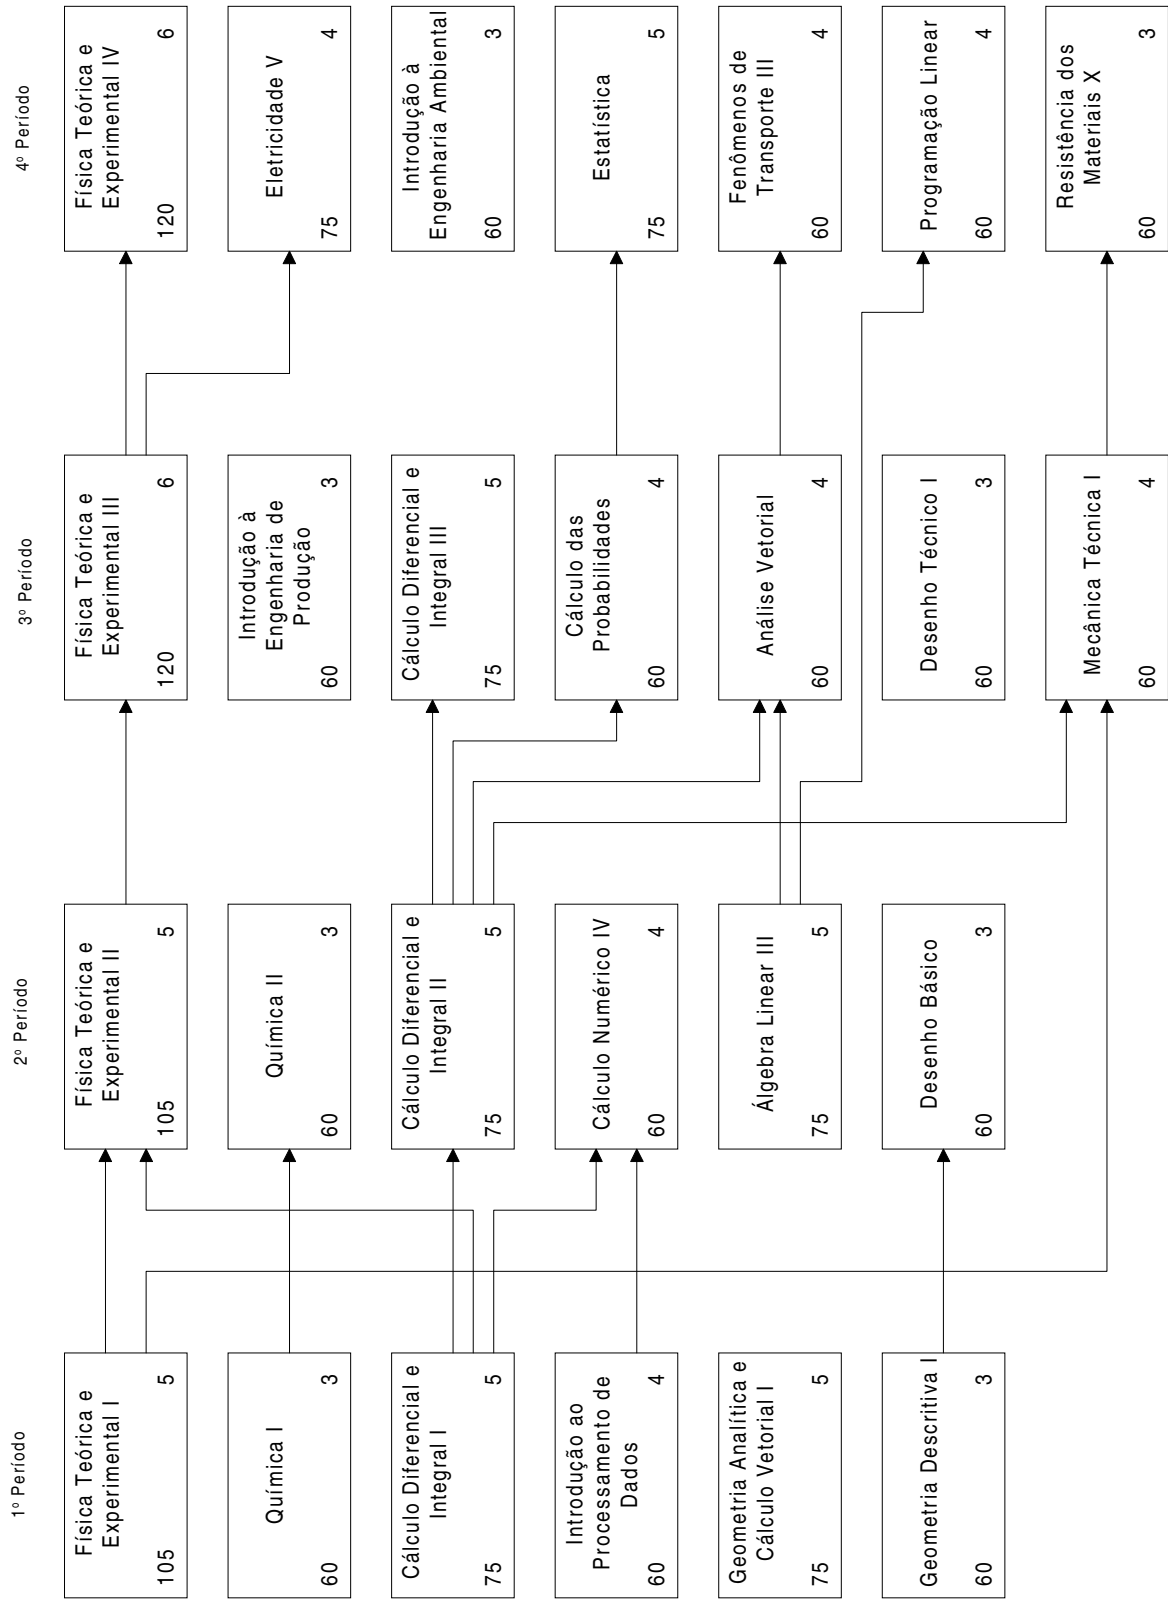 1º Período
Física Teórica e
Experimental I
105
5
Química I
60
3
Cálculo Diferencial e
Integral I
75
5
Introdução ao
Processamento de
Dados
60
4
Geometria Analítica e
Cálculo Vetorial I
75
5
Geometria Descritiva I
60
3
2º Período
Física Teórica e
Experimental II
105
5
Química II
60
3
Cálculo Diferencial e
Integral II
75
5
Cálculo Numérico IV
60
4
Álgebra Linear III
75
5
Desenho Básico
60
3
3º Período
Física Teórica e
Experimental III
120
6
Introdução à
Engenharia de
Produção
60
3
Cálculo Diferencial e
Integral III
75
5
Cálculo das
Probabilidades
60
4
Análise Vetorial
60
4
Desenho Técnico I
60
3
Mecânica Técnica I
60
4
4º Período
Física Teórica e
Experimental IV
120
6
Eletricidade V
75
4
Introdução à
Engenharia Ambiental
60
3
Estatística
75
5
Fenômenos de
Transporte III
60
4
Programação Linear
60
4
Resistência dos
Materiais X
60
3